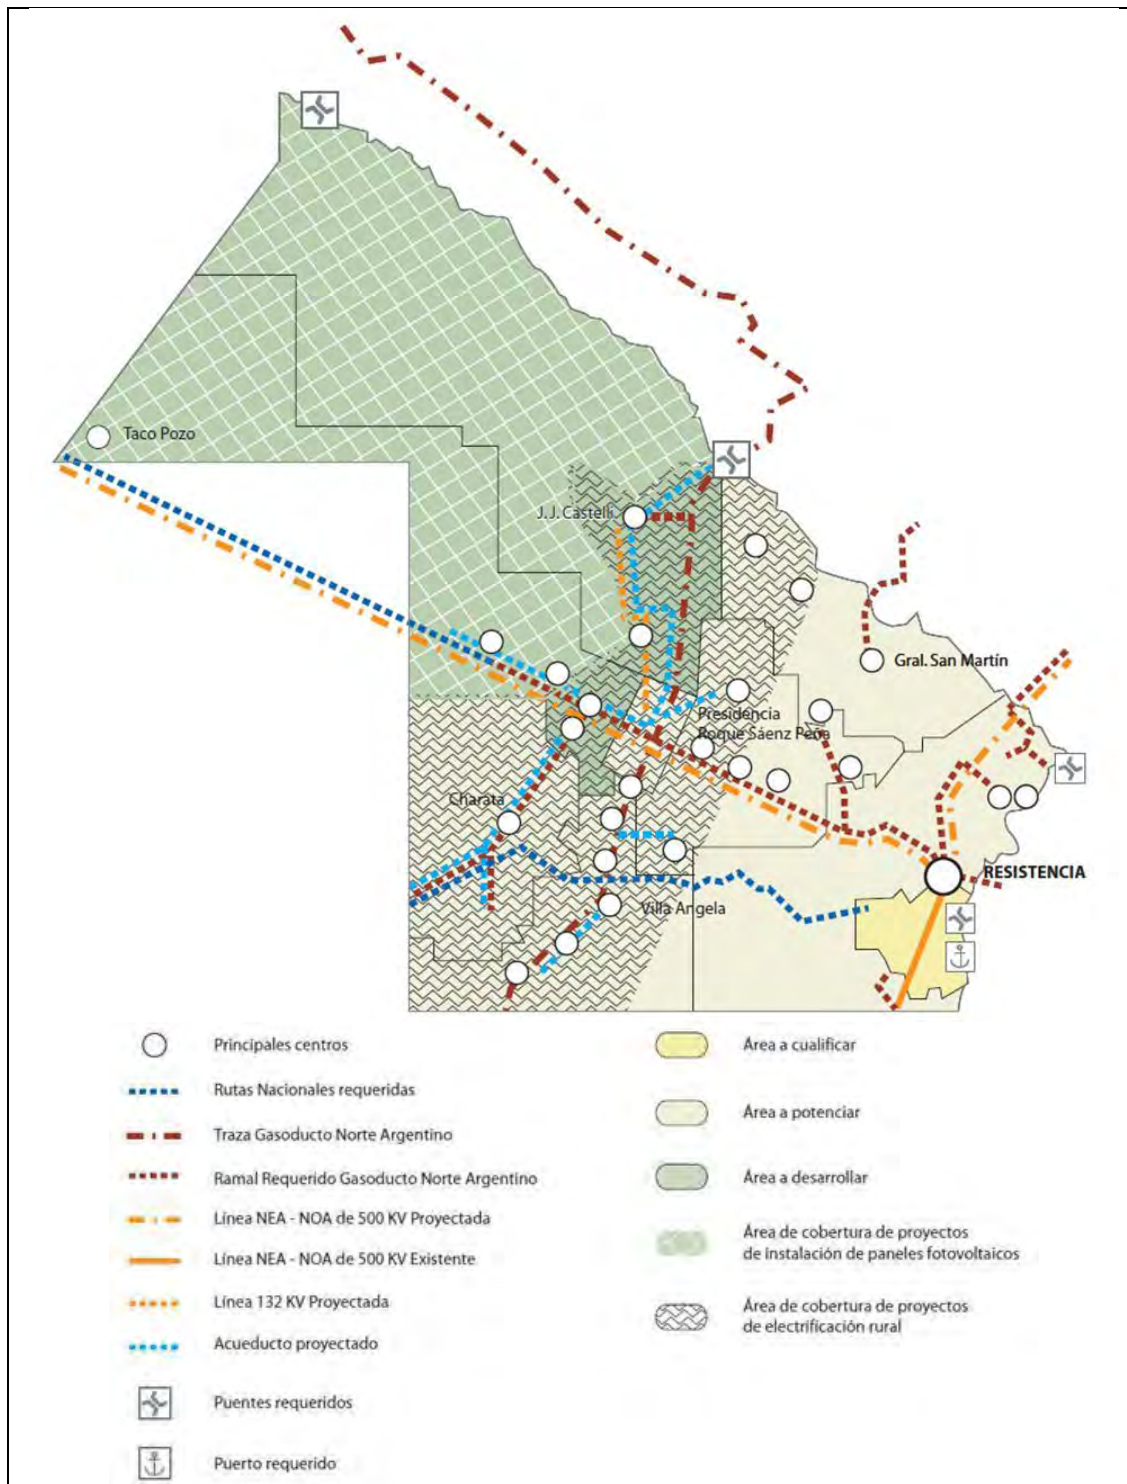 Taco Pozo
J. J. Castelli
Gral. San Martín
Presidencia
Roque Sáenz Peña
Charata
RESISTENCIA
Villa Angela
Principales centros
Rutas Nacionales requeridas
Traza Gasoducto Norte Argentino
Ramal Requerido Gasoducto Norte Argentino
Línea NEA - NOA de 500 KV Proyectada
Línea NEA - NOA de 500 KV Existente
Línea 132 KV Proyectada
Acueducto proyectado
Puentes requeridos
Puerto requerido
Área a cualificar
Área a potenciar
Área a desarrollar
Área de cobertura de proyectos
de instalación de paneles fotovoltaicos
Área de cobertura de proyectos
de electrificación rural